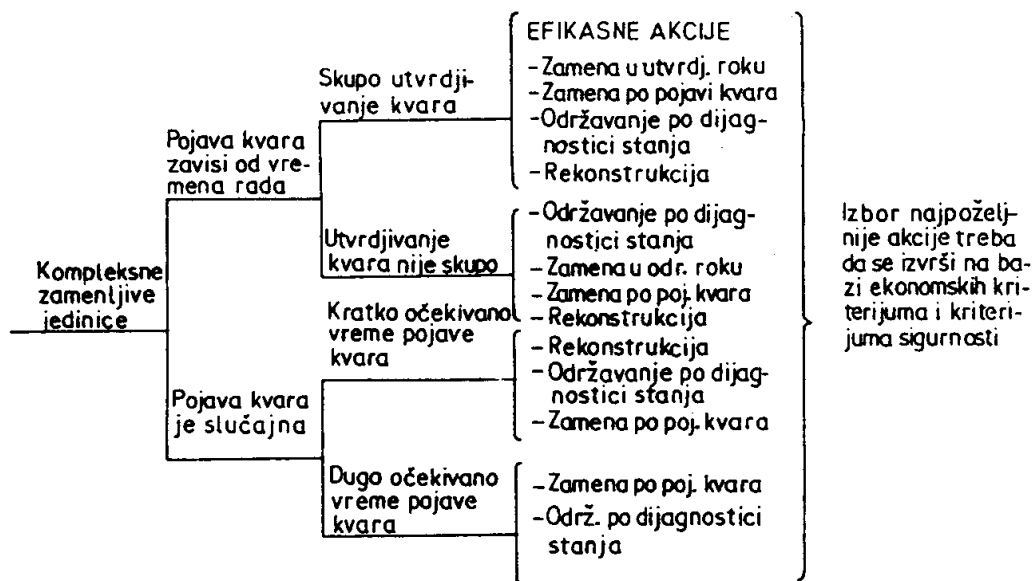 Kompleksne
zamenljive
jedinice
Pojava kvara
zavisi od vre-
mena rada
Pojava kvara
je slučajna
Skupo utvrdji-
vanje kvara
Utvrdjivanje
kvara nije skupo
Kratko očekivano
vreme pojave
kvara
Dugo očekivano
vreme pojave
kvara
EFIKASNE AKCIJE
-Zamena u utvrdj. roku
-Zamena po pojavi kvara
-Održavanje po dijag-
nostici stanja
-Rekonstrukcija
-Održavanje po dijag-
nostici stanja
-Zamena u odr. roku
-Zamena po poj. kvara
-Rekonstrukcija
-Rekonstrukcija
-Održavanje po dijag-
nostici stanja
-Zamena po poj. kvara
-Zamena po poj. kvara
-Održ. po dijagnostici
stanja
Izbor najpoželj-
nije akcije treba
da se izvrši na ba-
zi ekonomskih kri-
terijuma i kriteri-
juma sigurnosti